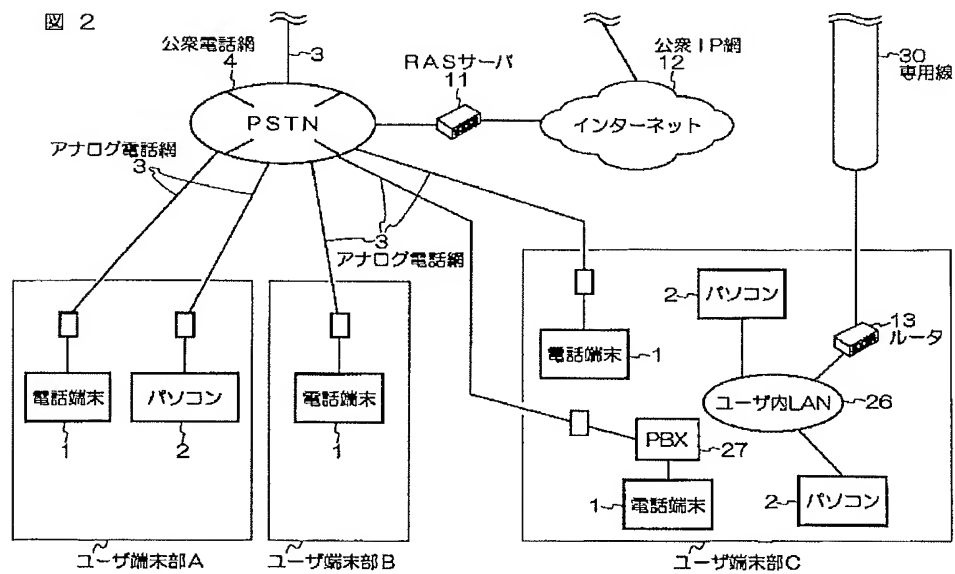 図 2
公衆電話網
4
3
RASサーバ
11
公衆IP網
12
30
専用線
PSTN
インターネット
アナログ電話網
3
3
3
アナログ電話網
2
パソコン
13
ルータ
電話端末
1
電話端末
1
パソコン
2
電話端末
1
ユーザ内LAN
26
PBX
27
1
電話端末
2
パソコン
ユーザ端末部A
ユーザ端末部B
ユーザ端末部C